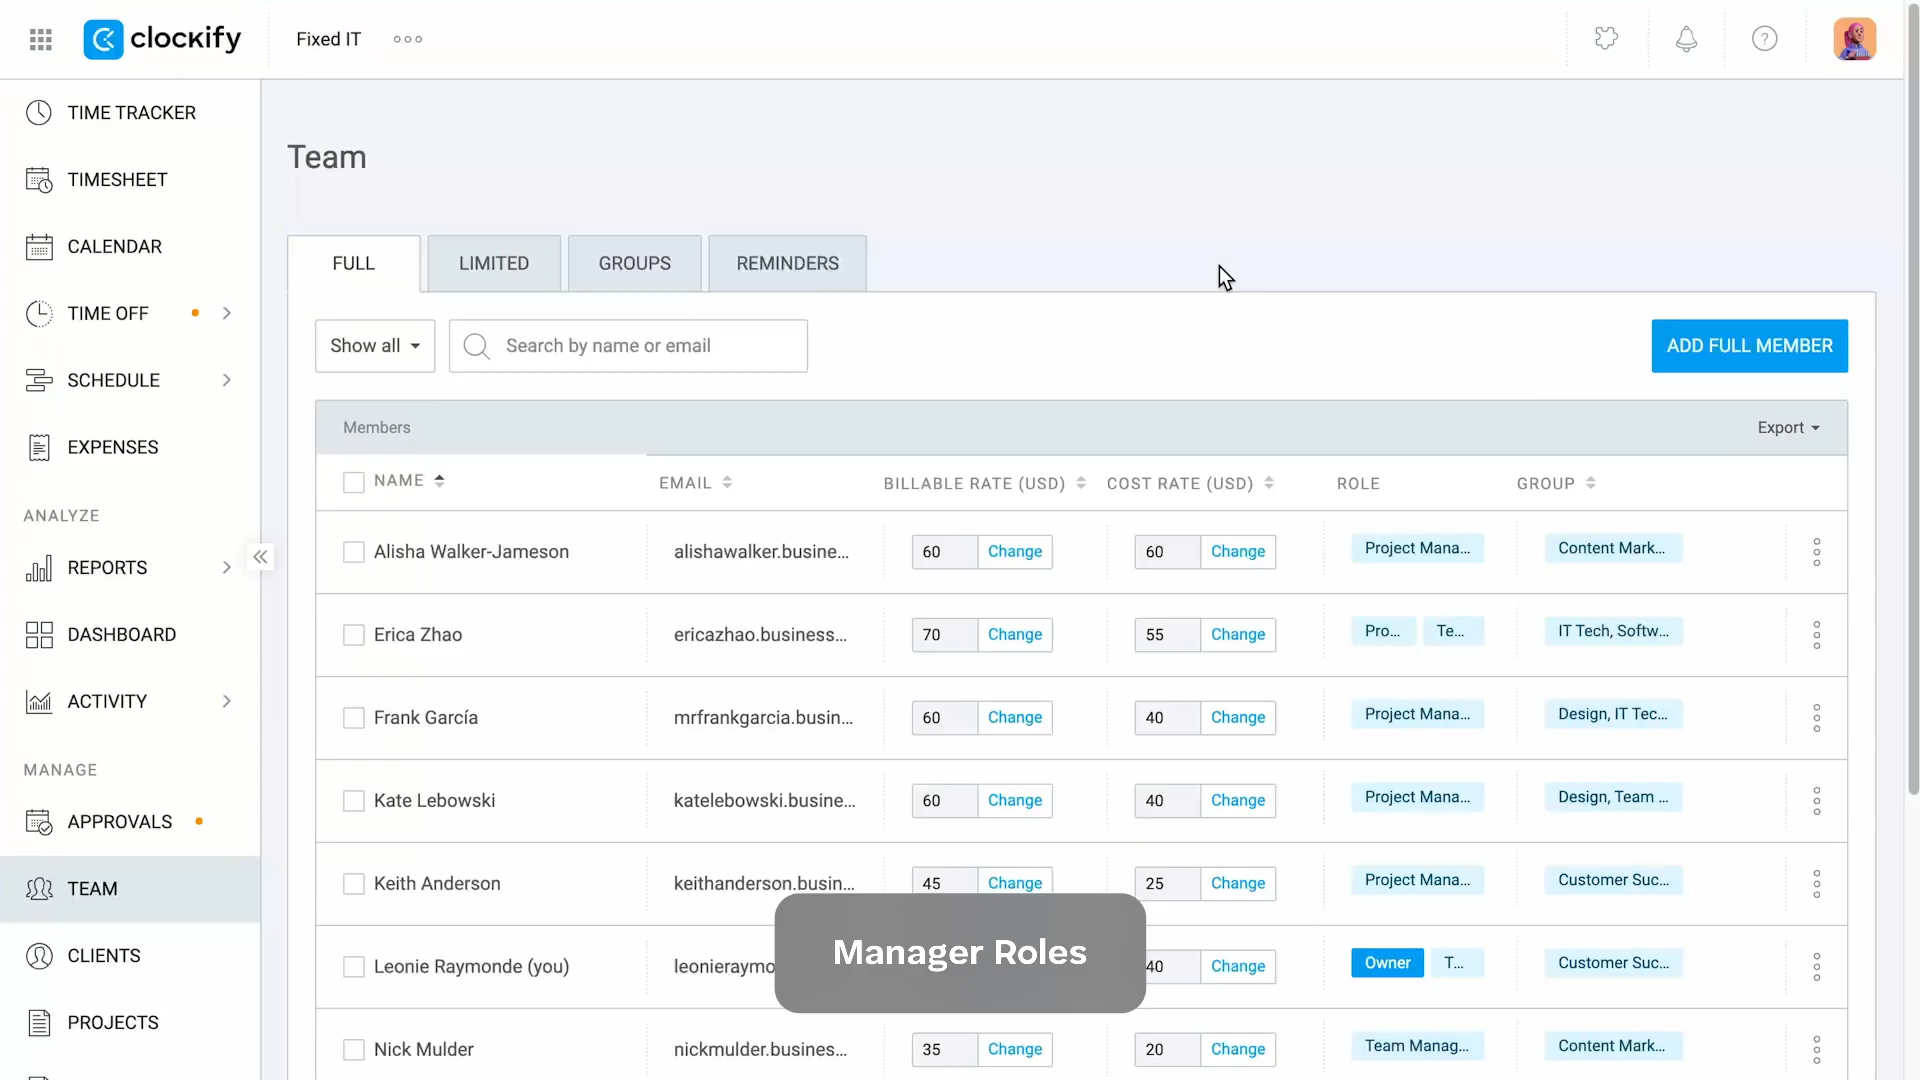 clockify
Fixed IT
TIME TRACKER
TIMESHEET
CALENDAR
TIME OFF
SCHEDULE
EXPENSES
ANALYZE
REPORTS
DASHBOARD
ACTIVITY
MANAGE
APPROVALS
TEAM
CLIENTS
PROJECTS
Team
FULL LIMITED GROUPS REMINDERS
Show all Search by name or email ADD FULL MEMBER
Members Export
NAME EMAIL BILLABLE RATE (USD) COST RATE (USD) ROLE GROUP
Alisha Walker-Jameson alishawalker.busine... 60 Change 60 Change Project Mana... Content Mark...
Erica Zhao ericazhao.business... 70 Change 55 Change Pro... Te... IT Tech, Softw...
Frank García mrfrankgarcia.busin... 60 Change 40 Change Project Mana... Design, IT Tec...
Kate Lebowski katelebowski.busine... 60 Change 40 Change Project Mana... Design, Team ...
Keith Anderson keithanderson.busin... 45 Change 25 Change Project Mana... Customer Suc...
Leonie Raymonde (you) leonieraymo 40 Change Owner T... Customer Suc...
Manager Roles
Nick Mulder nickmulder.busines... 35 Change 20 Change Team Manag... Content Mark...